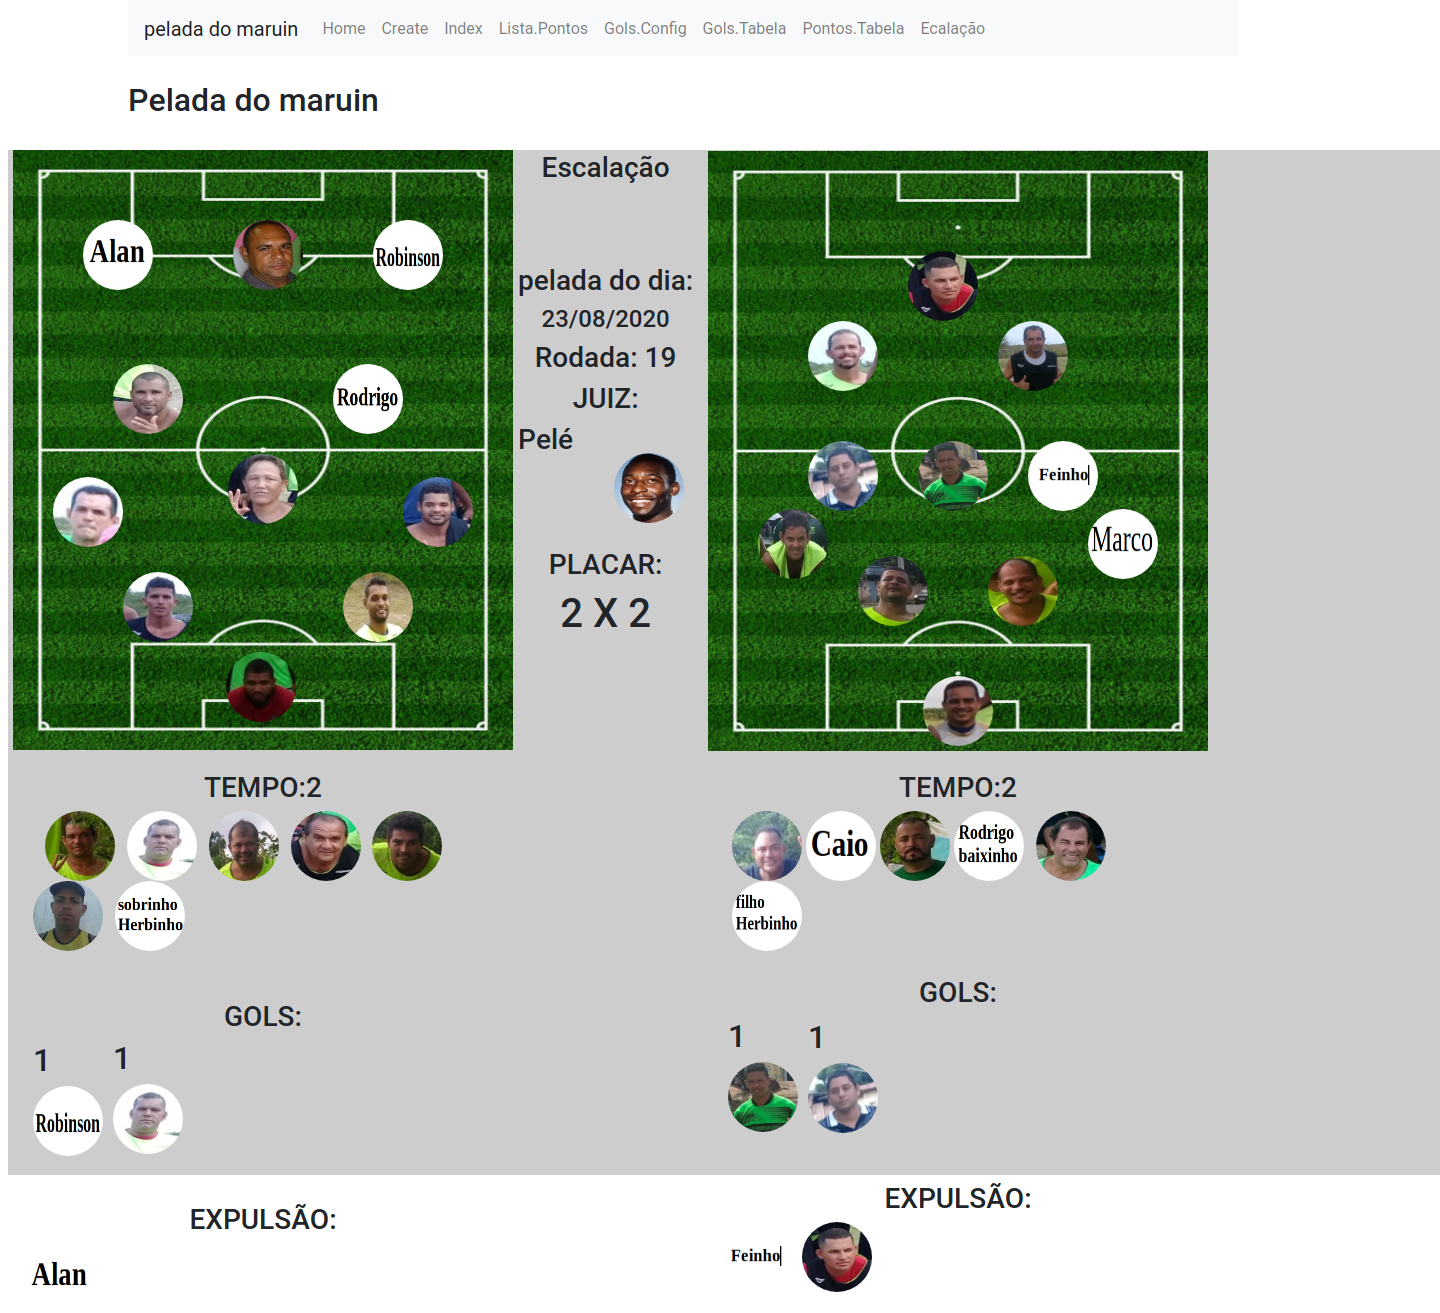 pelada do maruin Home Create Index Lista.Pontos Gols.Config Gols.Tabela Pontos.Tabela Ecalação
Pelada do maruin
Alan
Robinson
Rodrigo
Escalação
pelada do dia:
23/08/2020
Rodada: 19
JUIZ:
Pelé
PLACAR:
2 X 2
Feinho
Marco
TEMPO:2
sobrinho
Herbinho
GOLS:
1 1
Robinson
EXPULSÃO:
Alan
TEMPO:2
Caio
Rodrigo
baixinho
filho
Herbinho
GOLS:
1 1
EXPULSÃO:
Feinho